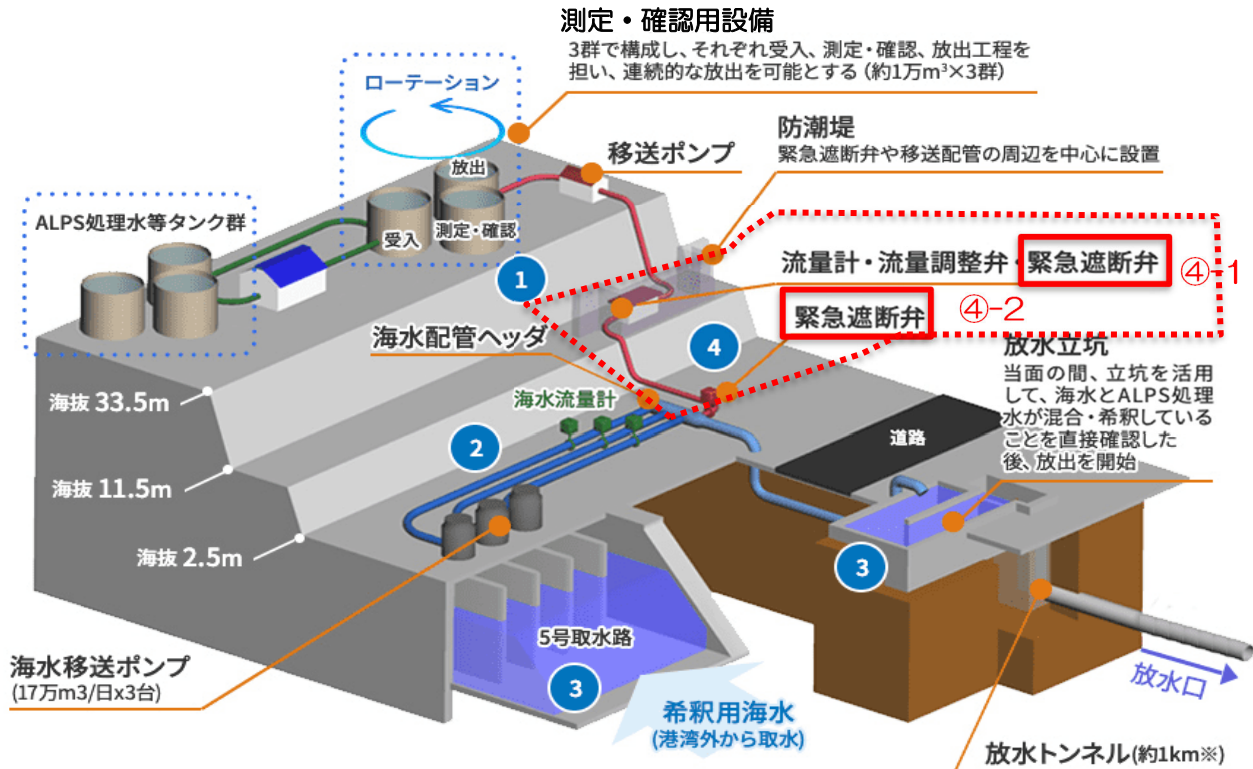 測定・確認用設備
3群で構成し、それぞれ受入、測定・確認、放出工程を
担い、連続的な放出を可能とする（約1万m³×3群）
ローテーション
防潮堤
緊急遮断弁や移送配管の周辺を中心に設置
移送ポンプ
放出
ALPS処理水等タンク群
受入
測定・確認
流量計・流量調整弁・緊急遮断弁
④-1
1
緊急遮断弁
④-2
海水配管ヘッダ
4
放水立坑
当面の間、立坑を活用
して、海水とALPS処理
水が混合・希釈している
ことを直接確認した
後、放出を開始
海抜 33.5m
海水流量計
道路
2
海抜 11.5m
海抜 2.5m
3
5号取水路
海水移送ポンプ
(17万m3/日x3台)
3
放水口
希釈用海水
(港湾外から取水)
放水トンネル(約1km※)